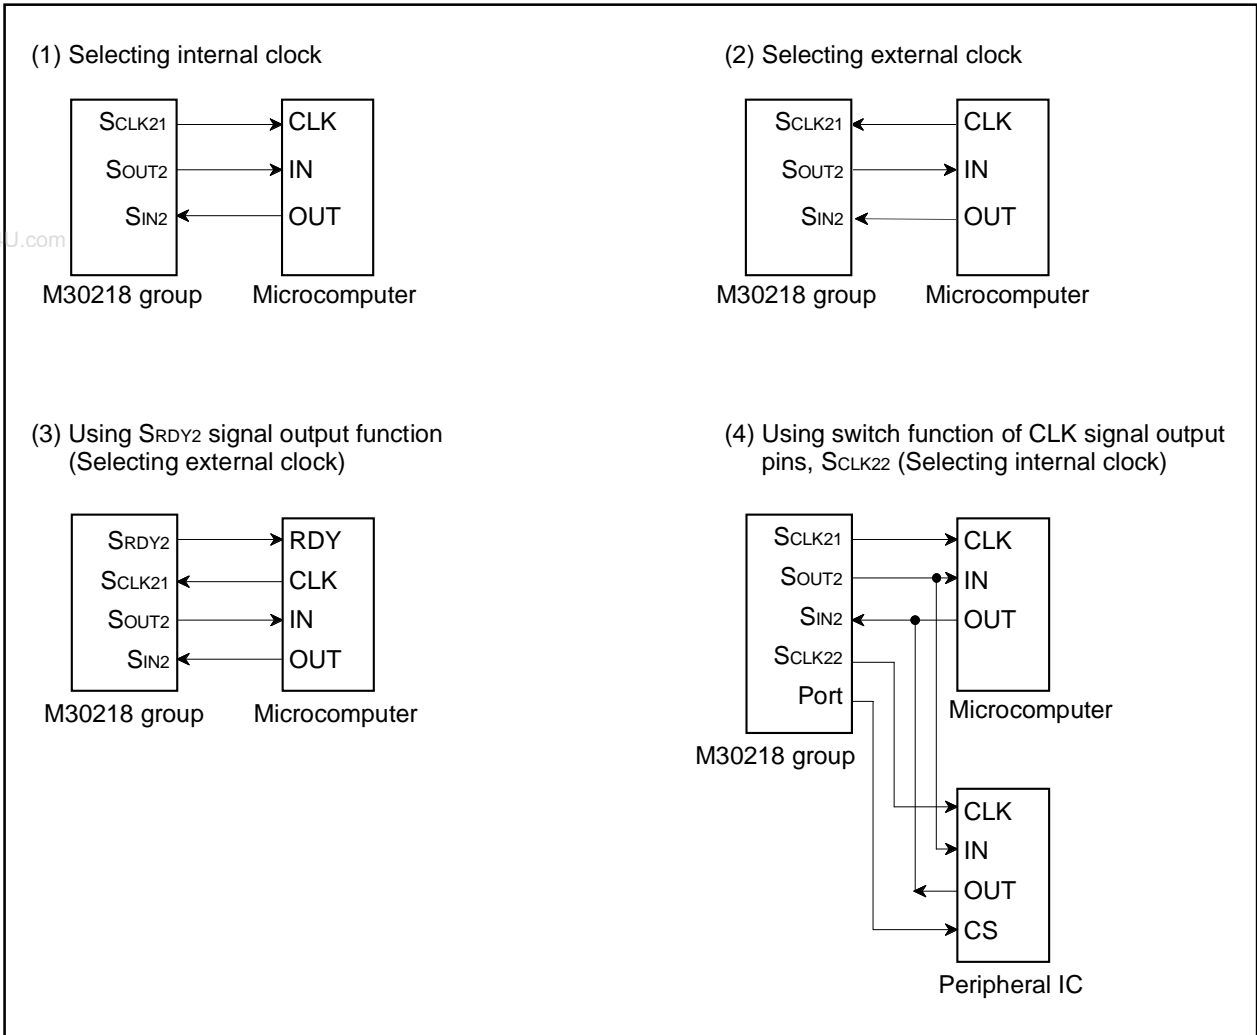 (1) Selecting internal clock
SCLK21
SOUT2
SIN2
CLK
IN
OUT
M30218 group
Microcomputer
(2) Selecting external clock
SCLK21
SOUT2
SIN2
CLK
IN
OUT
M30218 group
Microcomputer
U.com
(3) Using SRDY2 signal output function
(Selecting external clock)
SRDY2
SCLK21
SOUT2
SIN2
RDY
CLK
IN
OUT
M30218 group
Microcomputer
(4) Using switch function of CLK signal output
pins, SCLK22 (Selecting internal clock)
SCLK21
SOUT2
SIN2
SCLK22
Port
CLK
IN
OUT
M30218 group
Microcomputer
CLK
IN
OUT
CS
Peripheral IC